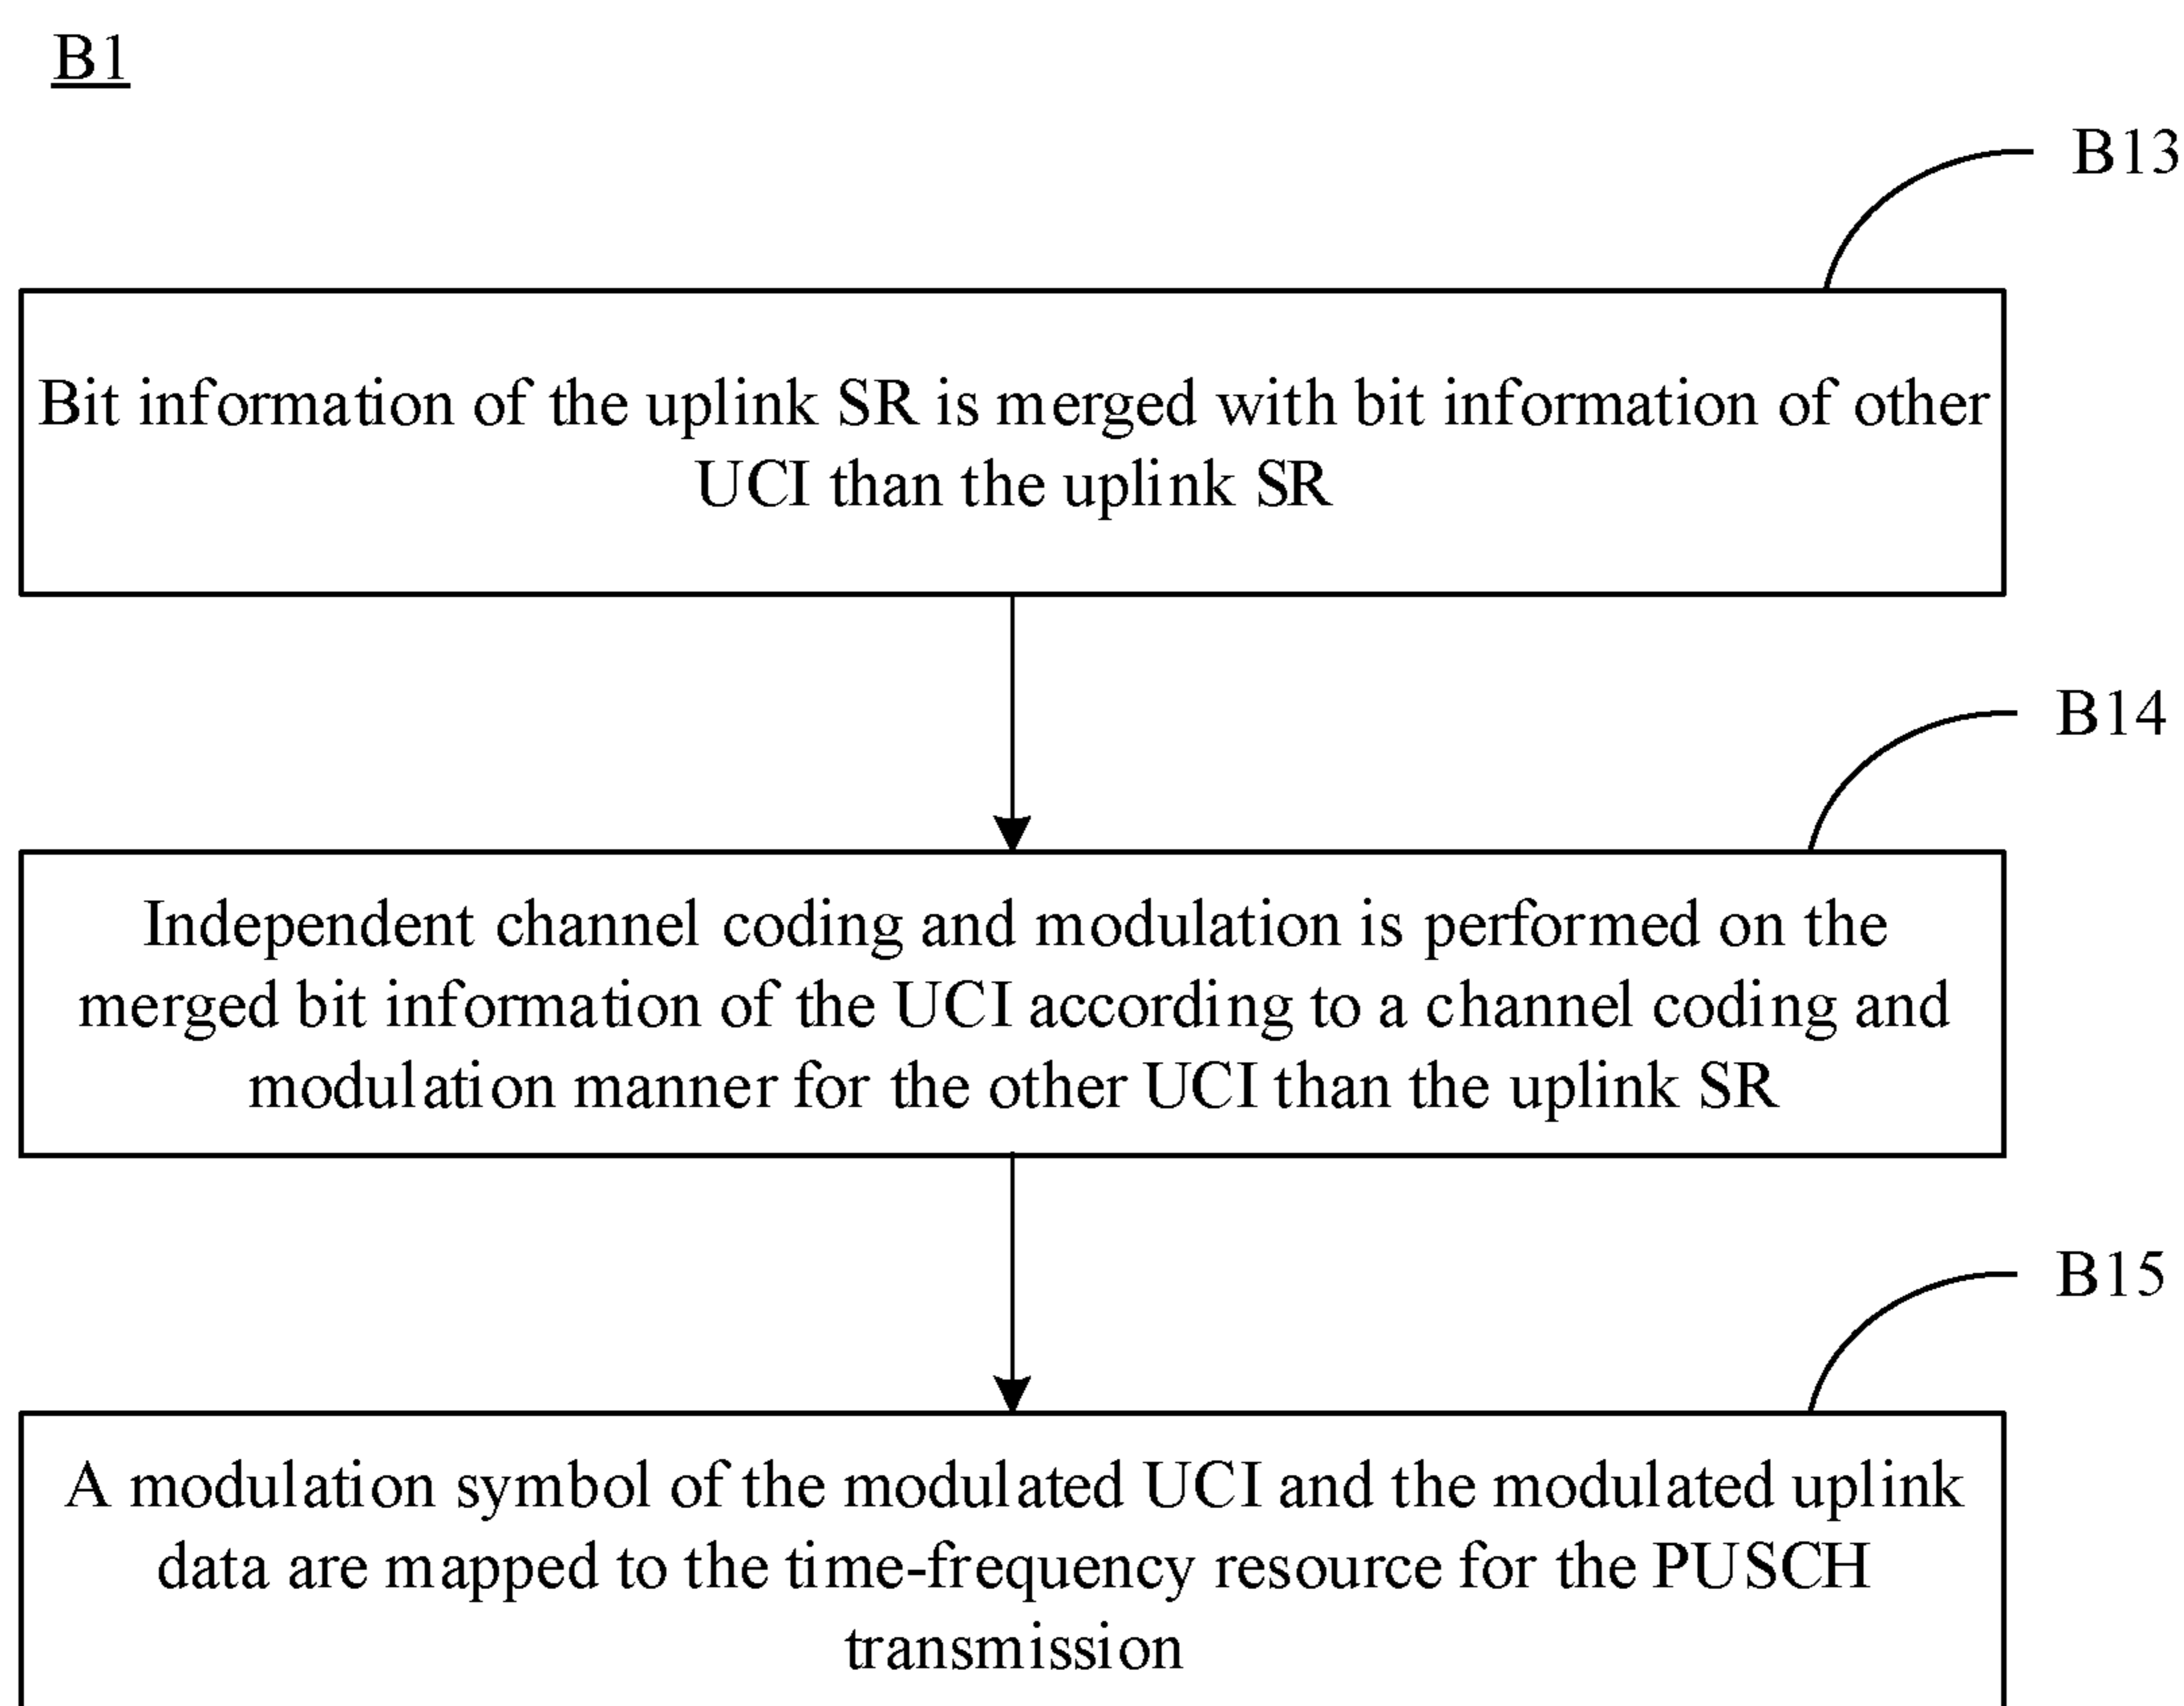 B1
B13
Bit information of the uplink SR is merged with bit information of other
UCI than the uplink SR
B14
Independent channel coding and modulation is performed on the
merged bit information of the UCI according to a channel coding and
modulation manner for the other UCI than the uplink SR
B15
A modulation symbol of the modulated UCI and the modulated uplink
data are mapped to the time-frequency resource for the PUSCH
transmission